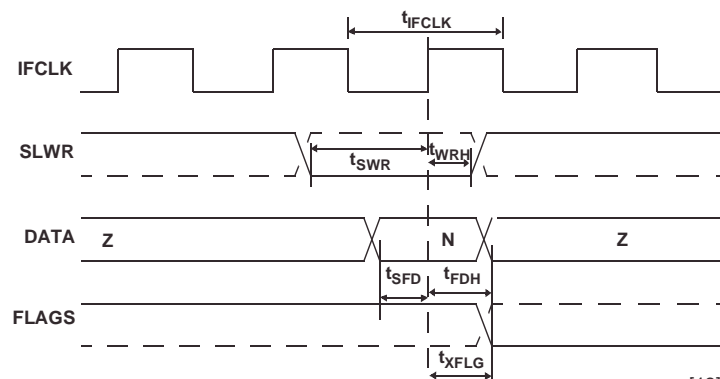 tIFCLK
IFCLK
SLWR
tSWR
tWRH
DATA
Z
N
Z
tSFD
tFDH
FLAGS
tXFLG